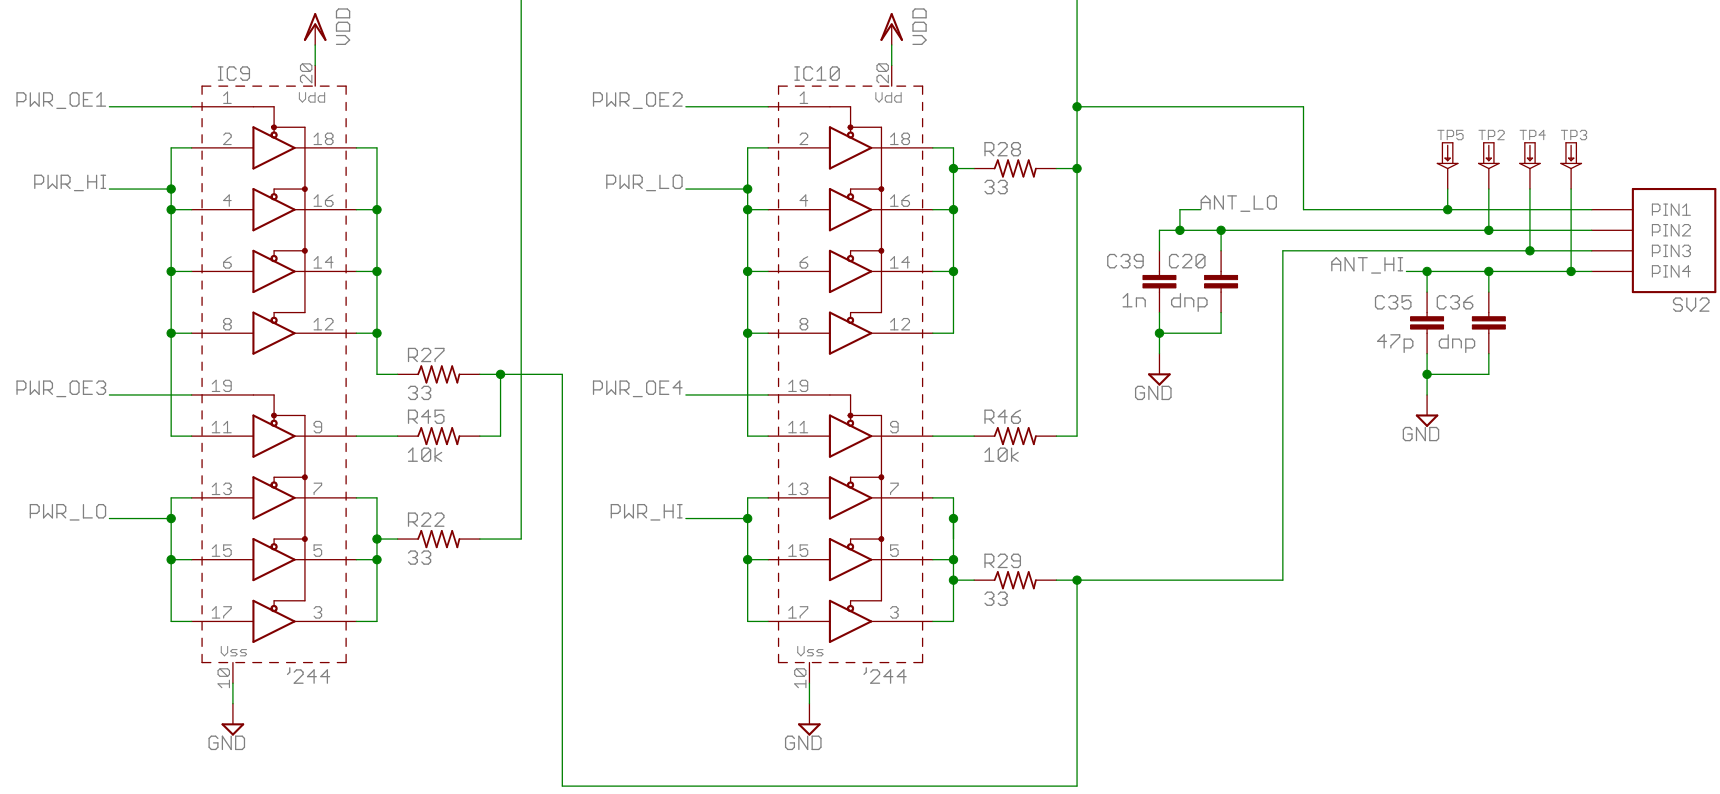 VDD
VDD
IC9
20
IC10
20
PWR_OE1
1
Vdd
PWR_OE2
1
Vdd
2
18
2
18
R28
33
TP5
TP2
TP4
TP3
PWR_HI
PWR_LO
4
16
4
16
ANT_LO
PIN1
PIN2
PIN3
PIN4
6
14
6
14
C39
C20
ANT_HI
1n
dnp
C35
C36
SV2
8
12
8
12
47p
dnp
R27
33
GND
PWR_OE3
19
PWR_OE4
19
R45
10k
R46
10k
11
9
11
9
GND
13
7
13
7
PWR_LO
PWR_HI
R22
33
15
5
15
5
R29
33
17
3
17
3
Vss
10
'244
Vss
10
'244
GND
GND